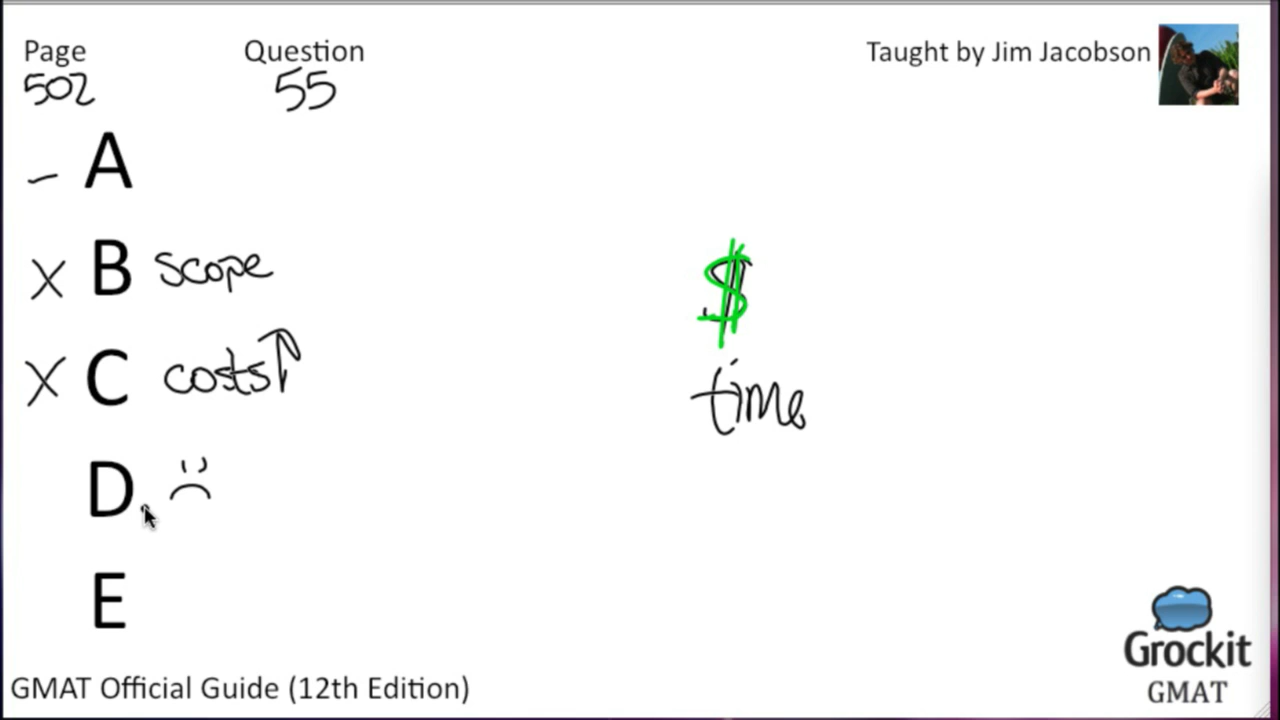 Page Question Taught by Jim Jacobson
502 55
- A
X B scope
X C costs↑
$
time
D
E
Grockit
GMAT
GMAT Official Guide (12th Edition)